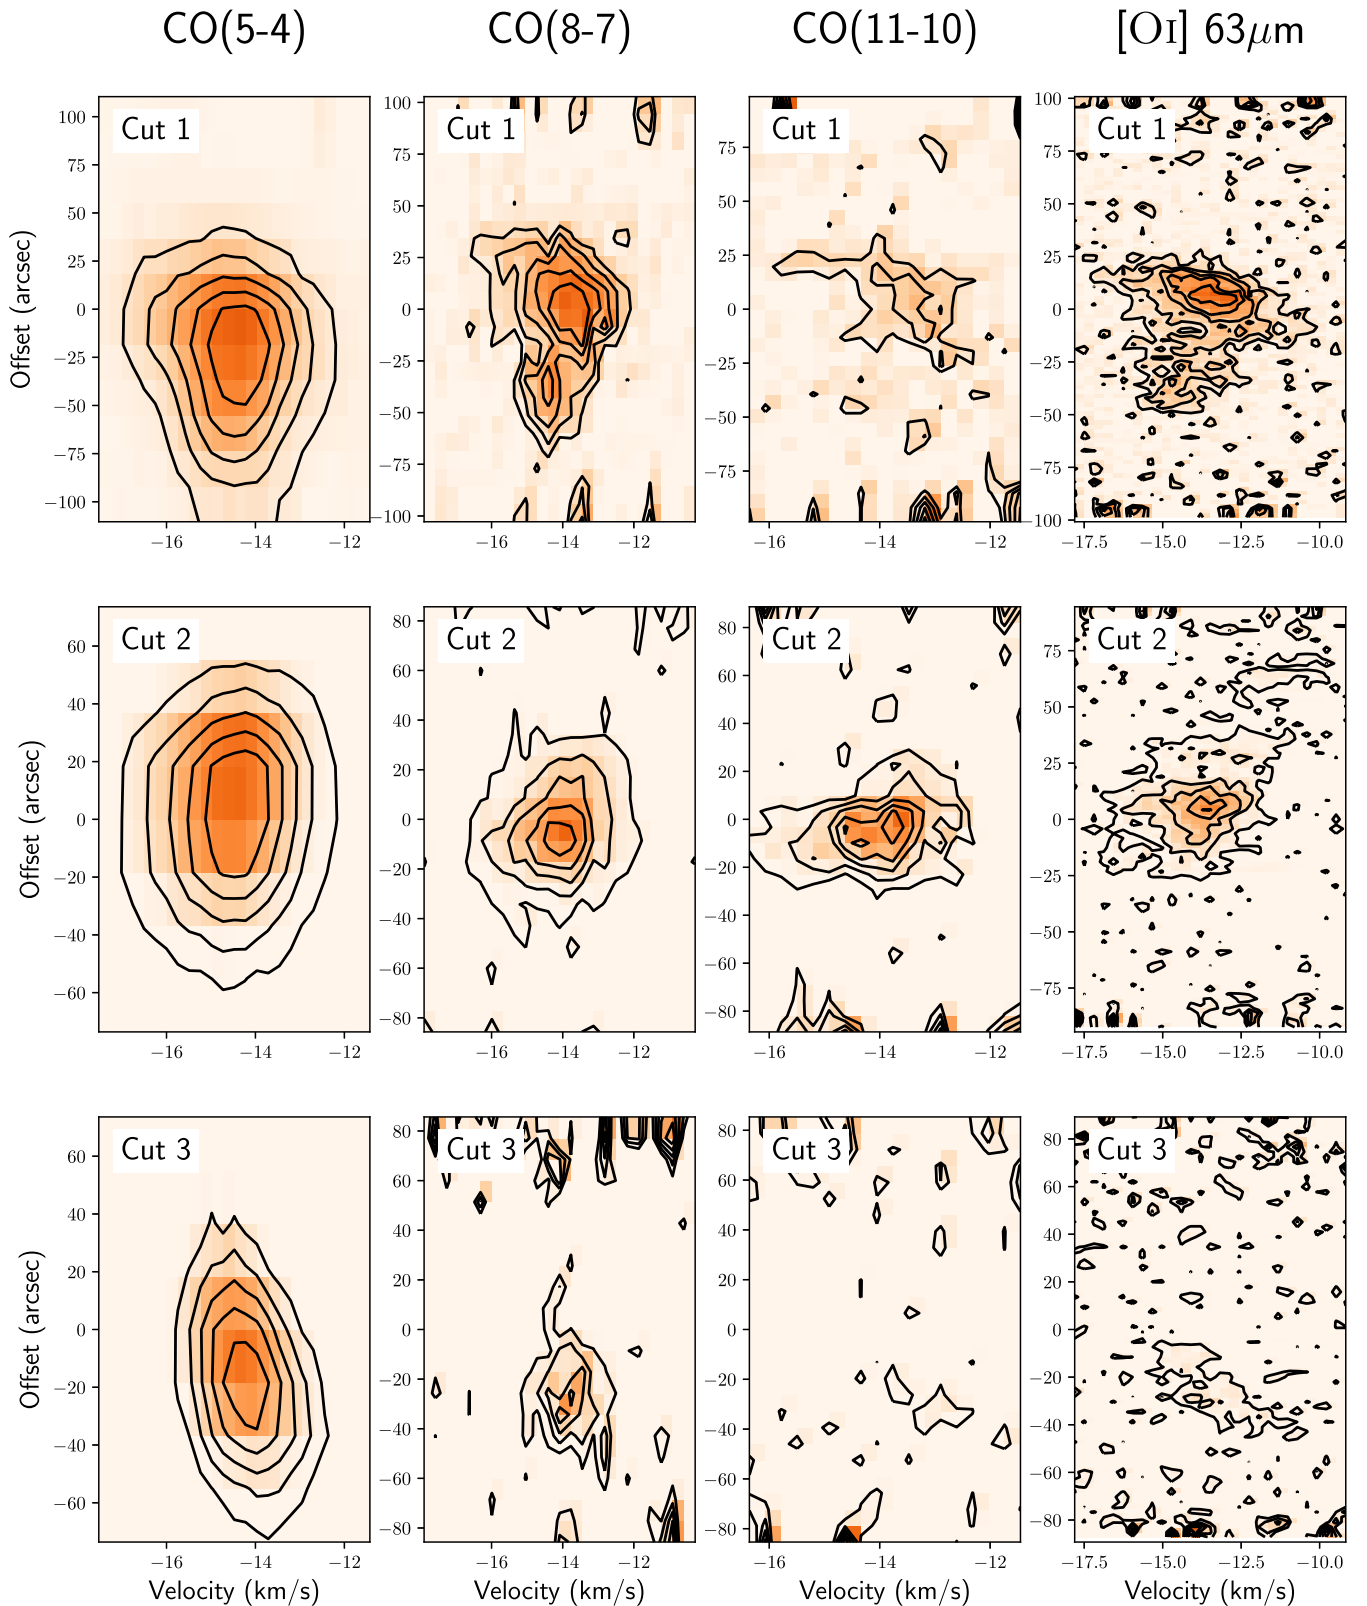 CO(5-4) CO(8-7) CO(11-10) [OI] 63μm
Cut 1 Cut 1 Cut 1 Cut 1
100 75 50 25 0 −25 −50 −75 −100
100 75 50 25 0 −25 −50 −75 −100
75 50 25 0 −25 −50 −75
100 75 50 25 0 −25 −50 −75 −100
Offset (arcsec)
−16 −14 −12 −16 −14 −12 −16 −14 −12 −17.5 −15.0 −12.5 −10.0
Cut 2 Cut 2 Cut 2 Cut 2
60 40 20 0 −20 −40 −60
80 60 40 20 0 −20 −40 −60 −80
80 60 40 20 0 −20 −40 −60 −80
75 50 25 0 −25 −50 −75
Offset (arcsec)
−16 −14 −12 −16 −14 −12 −16 −14 −12 −17.5 −15.0 −12.5 −10.0
Cut 3 Cut 3 Cut 3 Cut 3
60 40 20 0 −20 −40 −60
80 60 40 20 0 −20 −40 −60 −80
80 60 40 20 0 −20 −40 −60 −80
80 60 40 20 0 −20 −40 −60 −80
Offset (arcsec)
−16 −14 −12 −16 −14 −12 −16 −14 −12 −17.5 −15.0 −12.5 −10.0
Velocity (km/s) Velocity (km/s) Velocity (km/s) Velocity (km/s)